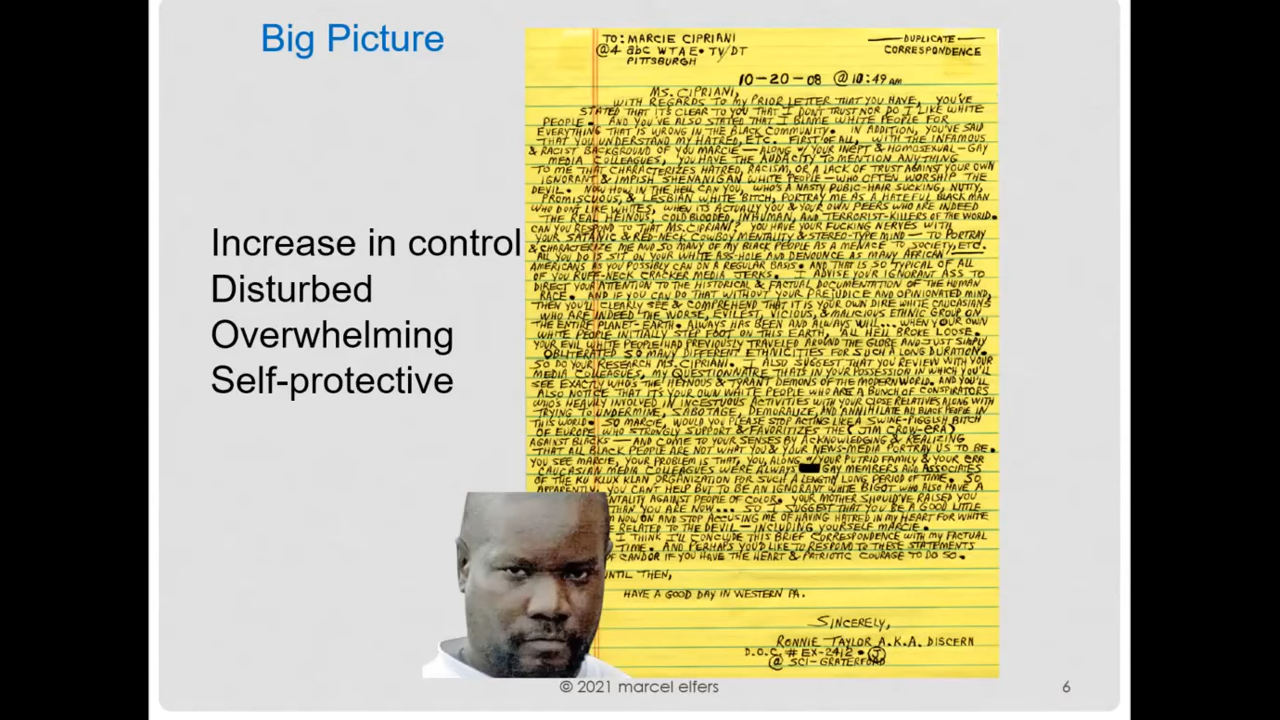 Big Picture
Increase in control
Disturbed
Overwhelming
Self-protective
TO: MARCIE CIPRIANI
@4 abc WTAE • TV/DT
PITTSBURGH
DUPLICATE
CORRESPONDENCE
10-20-08 @ 10:49 AM
MS. CIPRIANI,
WITH REGARDS TO MY PRIOR LETTER THAT YOU HAVE, YOU'VE
STATED THAT ITS CLEAR TO YOU THAT I DON'T TRUST NOR DO I LIKE WHITE
PEOPLE. AND YOU'VE ALSO STATED THAT I BLAME WHITE PEOPLE FOR
EVERYTHING THAT IS WRONG IN THE BLACK COMMUNITY. IN ADDITION, YOU'VE SAID
THAT YOU UNDERSTAND MY HATRED, ETC. FIRST OF ALL, WITH THE INFAMOUS
& RACIST BACKGROUND OF YOU MARCIE — ALONG W/ YOUR INEPT & HOMOSEXUAL-GAY
MEDIA COLLEAGUES, YOU HAVE THE AUDACITY TO MENTION ANYTHING
TO ME THAT CHARACTERIZES HATRED, RACISM, OR A LACK OF TRUST AGAINST YOUR OWN
IGNORANT & IMPISH SHENANIGAN WHITE PEOPLE — WHO OFTEN WORSHIP THE
DEVIL. NOW HOW IN THE HELL CAN YOU, WHO'S A NASTY PUBIC-HAIR SUCKING, NUTTY,
PROMISCUOUS, & LESBIAN WHITE BITCH, PORTRAY ME AS A HATEFUL BLACK MAN
WHO DON'T LIKE WHITES, WHEN ITS ACTUALLY YOU & YOUR OWN PEERS WHO ARE INDEED
THE REAL HEINOUS, COLD BLOODED, INHUMAN, AND TERRORIST-KILLERS OF THE WORLD.
CAN YOU RESPOND TO THAT MS. CIPRIANI? YOU HAVE YOUR FUCKING NERVES WITH
YOUR SATANIC & RED-NECK COWBOY MENTALITY & STEREO-TYPE MIND — TO PORTRAY
& CHARACTERIZE ME AND SO MANY OF MY BLACK PEOPLE AS A MENACE TO SOCIETY, ETC.
ALL YOU DO IS SIT ON YOUR WHITE ASS-HOLE AND DENOUNCE AS MANY AFRICAN —
AMERICANS AS YOU POSSIBLY CAN ON A REGULAR BASIS. AND THAT IS SO TYPICAL OF ALL
OF YOU RUFF-NECK CRACKER MEDIA JERKS. I ADVISE YOUR IGNORANT ASS TO
DIRECT YOUR ATTENTION TO THE HISTORICAL & FACTUAL DOCUMENTATION OF THE HUMAN
RACE. AND IF YOU CAN DO THAT WITHOUT YOUR PREJUDICE AND OPINIONATED MIND,
THEN YOU'LL CLEARLY SEE & COMPREHEND THAT IT IS YOUR OWN DIRE WHITE CAUCASIANS
WHO ARE INDEED THE WORSE, EVILEST, VICIOUS, & MALICIOUS ETHNIC GROUP ON
THE ENTIRE PLANET-EARTH. ALWAYS HAS BEEN AND ALWAYS WILL... WHEN YOUR OWN
WHITE PEOPLE INITIALLY STEP FOOT ON THIS EARTH, ALL HELL BROKE LOOSE.
YOUR EVIL WHITE PEOPLE HAD PREVIOUSLY TRAVELED AROUND THE GLOBE AND JUST SIMPLY
OBLITERATED SO MANY DIFFERENT ETHNICITIES FOR SUCH A LONG DURATION.
SO DO YOUR RESEARCH MS. CIPRIANI. I ALSO SUGGEST THAT YOU REVIEW WITH YOUR
MEDIA COLLEAGUES, MY QUESTIONNATRE THATS IN YOUR POSSESSION IN WHICH YOU'LL
SEE EXACTLY WHO'S THE HEINOUS & TYRANT DEMONS OF THE MODERN WORLD. AND YOU'LL
ALSO NOTICE THAT IT'S YOUR OWN WHITE PEOPLE WHO ARE A BUNCH OF CONSPIRATORS
WHO'S HEAVILY INVOLVED IN INCESTUOUS ACTIVITIES WITH YOUR CLOSE RELATIVES ALONG WITH
TRYING TO UNDERMINE, SABOTAGE, DEMORALIZE, AND ANNIHILATE ALL BLACK PEOPLE IN
THIS WORLD. SO MARCIE, WOULD YOU PLEASE STOP ACTING LIKE A SWINE-PIGGLISH BITCH
OF EUROPE WHO STRONGLY SUPPORT & FAVORITIZES THE (JIM CROW-ERA)
AGAINST BLACKS — AND COME TO YOUR SENSES BY ACKNOWLEDGING & REALIZING
THAT ALL BLACK PEOPLE ARE NOT WHAT YOU & YOUR NEWS-MEDIA PORTRAY US TO BE.
YOU SEE MARCIE, YOUR PROBLEM IS THAT, YOU, ALONG W/ YOUR PUTRID FAMILY & YOUR
CAUCASIAN MEDIA COLLEAGUES WERE ALWAYS GAY MEMBERS AND ASSOCIATES
OF THE KU KLUX KLAN ORGANIZATION FOR SUCH A LENGTHY LONG PERIOD OF TIME. SO
APPARENTLY, YOU CAN'T HELP BUT TO BE AN IGNORANT WHITE BIGOT WHO ALSO HAVE A
NTALITY AGAINST PEOPLE OF COLOR. YOUR MOTHER SHOULD'VE RAISED YOU
THAN YOU ARE NOW... SO I SUGGEST THAT YOU BE A GOOD LITTLE
NOW ON AND STOP ACCUSING ME OF HAVING HATRED IN MY HEART FOR WHITE
RELATED TO THE DEVIL — INCLUDING YOURSELF MARCIE.
I THINK I'LL CONCLUDE THIS BRIEF CORRESPONDENCE WITH MY FACTUAL
TIME. AND PERHAPS YOU'D LIKE TO RESPOND TO THESE STATEMENTS
F CANDOR IF YOU HAVE THE HEART & PATRIOTIC COURAGE TO DO SO.
UNTIL THEN,
HAVE A GOOD DAY IN WESTERN PA.
SINCERELY,
RONNIE TAYLOR A.K.A. DISCERN
D.O.C. # EX-2412 • J
@ SCI-GRATERFORD
© 2021 marcel elfers
6